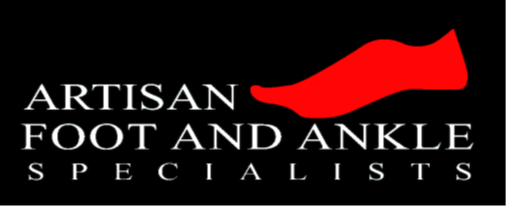 ARTISAN
FOOT AND ANKLE
SPECIALISTS